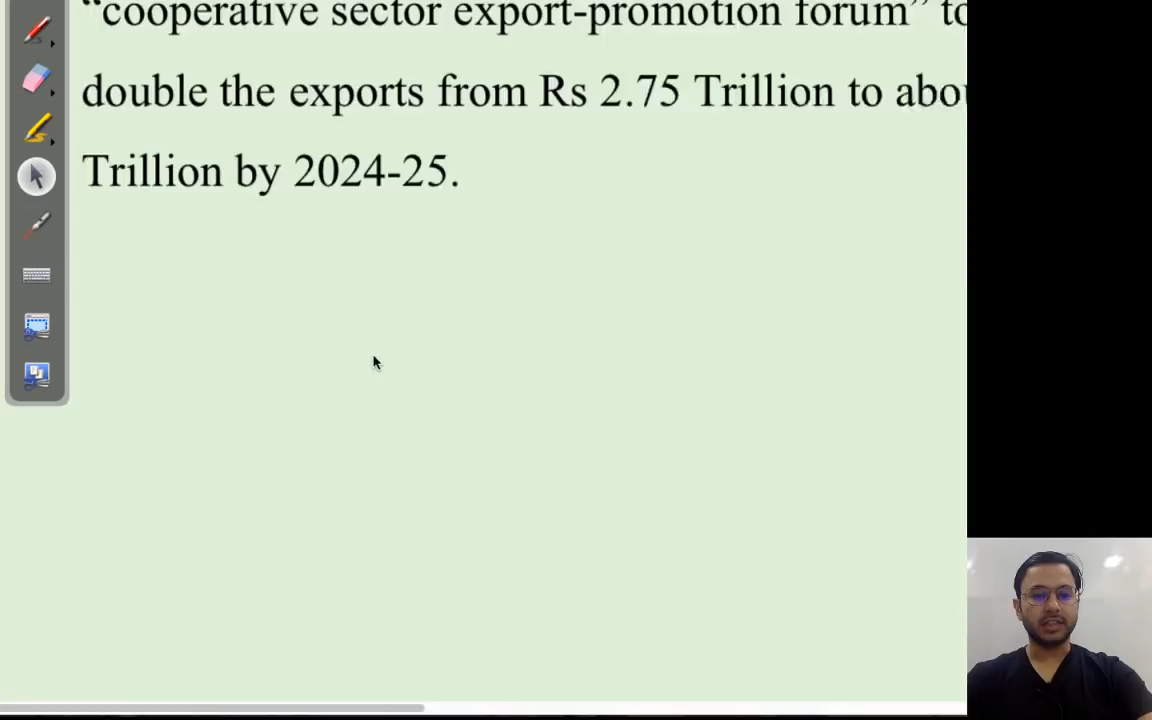 “cooperative sector export-promotion forum” to
double the exports from Rs 2.75 Trillion to
Trillion by 2024-25.